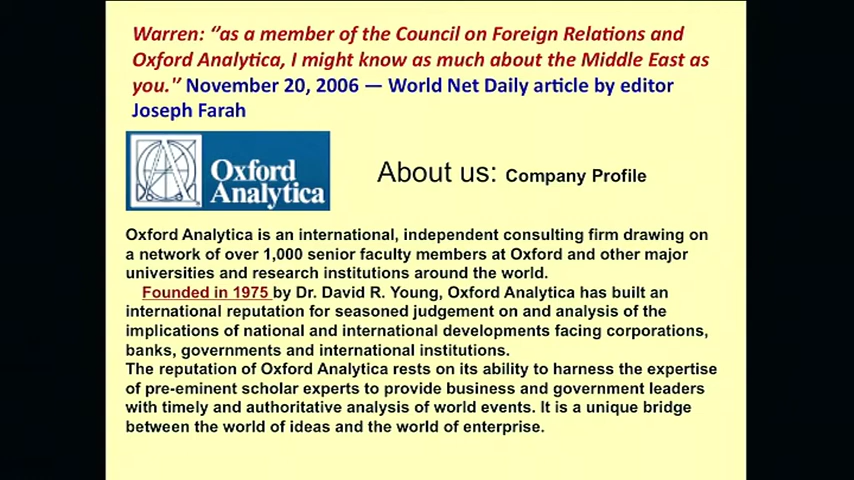 Warren: “as a member of the Council on Foreign Relations and
Oxford Analytica, I might know as much about the Middle East as
you." November 20, 2006 — World Net Daily article by editor
Joseph Farah
Oxford
Analytica
About us: Company Profile
Oxford Analytica is an international, independent consulting firm drawing on
a network of over 1,000 senior faculty members at Oxford and other major
universities and research institutions around the world.
Founded in 1975 by Dr. David R. Young, Oxford Analytica has built an
international reputation for seasoned judgement on and analysis of the
implications of national and international developments facing corporations,
banks, governments and international institutions.
The reputation of Oxford Analytica rests on its ability to harness the expertise
of pre-eminent scholar experts to provide business and government leaders
with timely and authoritative analysis of world events. It is a unique bridge
between the world of ideas and the world of enterprise.